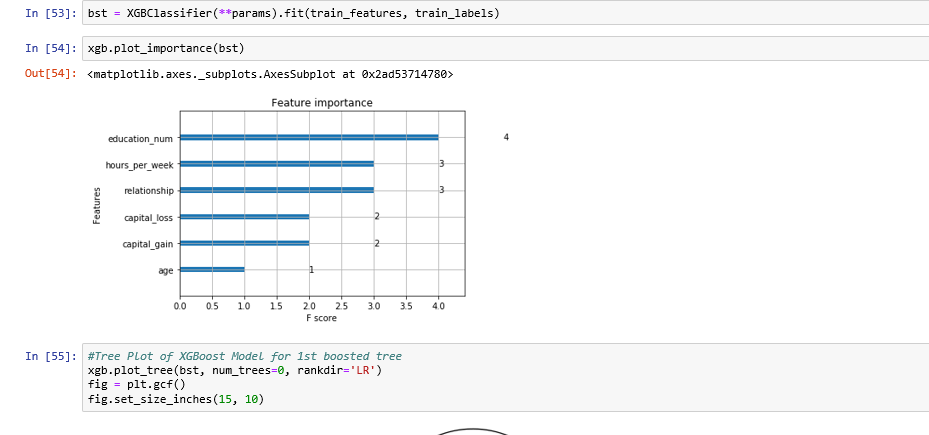 In [53]: bst = XGBClassifier(**params).fit(train_features, train_labels)
In [54]: xgb.plot_importance(bst)
Out[54]: <matplotlib.axes._subplots.AxesSubplot at 0x2ad53714780>
Feature importance
education_num 4
hours_per_week 3
relationship 3
Features
capital_loss 2
capital_gain 2
age 1
0.0 0.5 1.0 1.5 2.0 2.5 3.0 3.5 4.0
F score
In [55]: #Tree Plot of XGBoost Model for 1st boosted tree
xgb.plot_tree(bst, num_trees=0, rankdir='LR')
fig = plt.gcf()
fig.set_size_inches(15, 10)